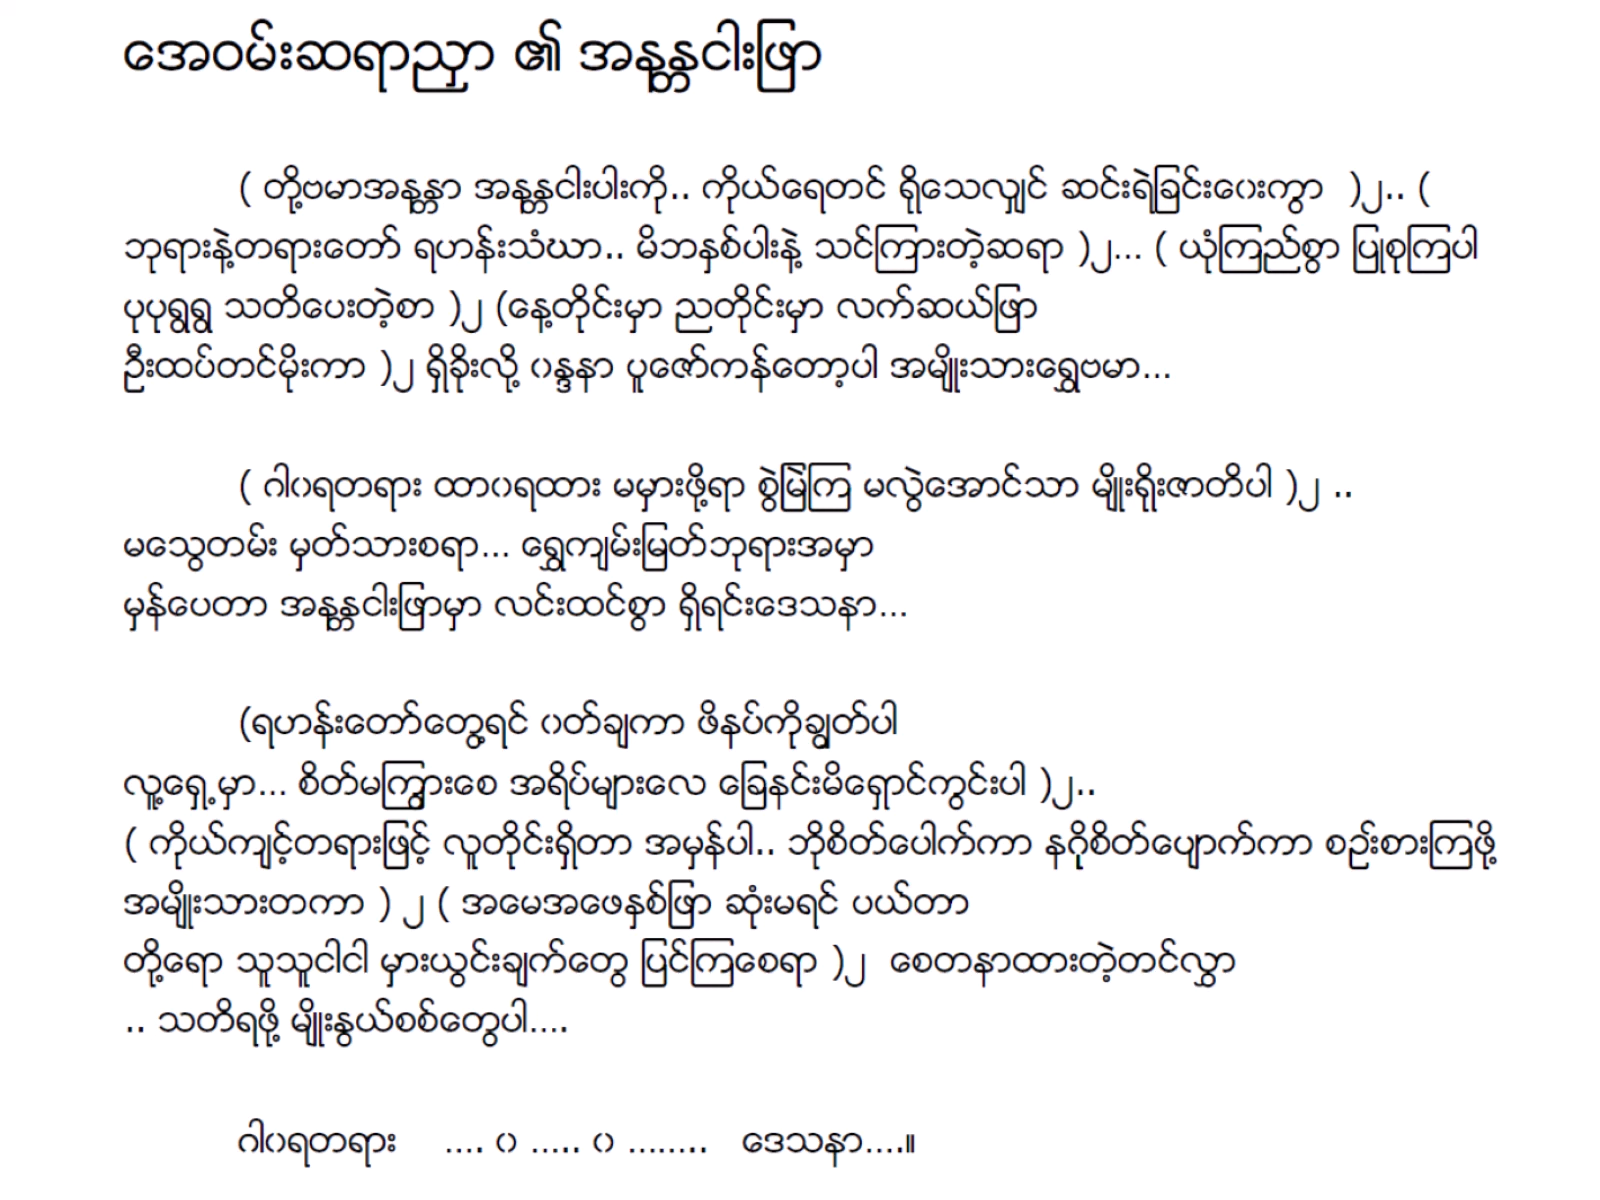 အေဝမ်းဆရာညှာ ၏ အနန္တငါးဖြာ
( တို့ဗမာအနန္တာ အနန္တငါးပါးကို.. ကိုယ်ရေတင် ရိုသေလျှင် ဆင်းရဲခြင်းဝေးကွာ )၂.. (
ဘုရားနဲ့တရားတော် ရဟန်းသံဃာ.. မိဘနှစ်ပါးနဲ့ သင်ကြားတဲ့ဆရာ )၂... ( ယုံကြည်စွာ ပြုစုကြပါ
ပုပုရွရွ သတိပေးတဲ့စာ )၂ (နေ့တိုင်းမှာ ညတိုင်းမှာ လက်ဆယ်ဖြာ
ဦးထပ်တင်မိုးကာ )၂ ရှိခိုးလို့ ဝန္ဒနာ ပူဇော်ကန်တော့ပါ အမျိုးသားရွှေဗမာ...
( ဂါဝရတရား ထာဝရထား မမှားဖို့ရာ စွဲမြဲကြ မလွဲအောင်သာ မျိုးရိုးဇာတိပါ )၂ ..
မသွေတမ်း မှတ်သားစရာ... ရွှေကျမ်းမြတ်ဘုရားအမှာ
မှန်ပေတာ အနန္တငါးဖြာမှာ လင်းထင်စွာ ရှိရင်းဒေသနာ...
(ရဟန်းတော်တွေ့ရင် ဝတ်ချကာ ဖိနပ်ကိုချွတ်ပါ
လူ့ရှေ့မှာ... စိတ်မကြွားစေ အရိပ်များလေ ခြေနင်းမိရှောင်ကွင်းပါ )၂..
( ကိုယ်ကျင့်တရားဖြင့် လူတိုင်းရှိတာ အမှန်ပါ.. ဘိုစိတ်ပေါက်ကာ နဂိုစိတ်ပျောက်ကာ စဉ်းစားကြဖို့
အမျိုးသားတကာ ) ၂ ( အမေအဖေနှစ်ဖြာ ဆုံးမရင် ပယ်တာ
တို့ရော သူသူငါငါ မှားယွင်းချက်တွေ ပြင်ကြစေရာ )၂ စေတနာထားတဲ့တင်လွှာ
.. သတိရဖို့ မျိုးနွယ်စစ်တွေပါ....
ဂါဝရတရား .... ဝ ..... ဝ ........ ဒေသနာ....။